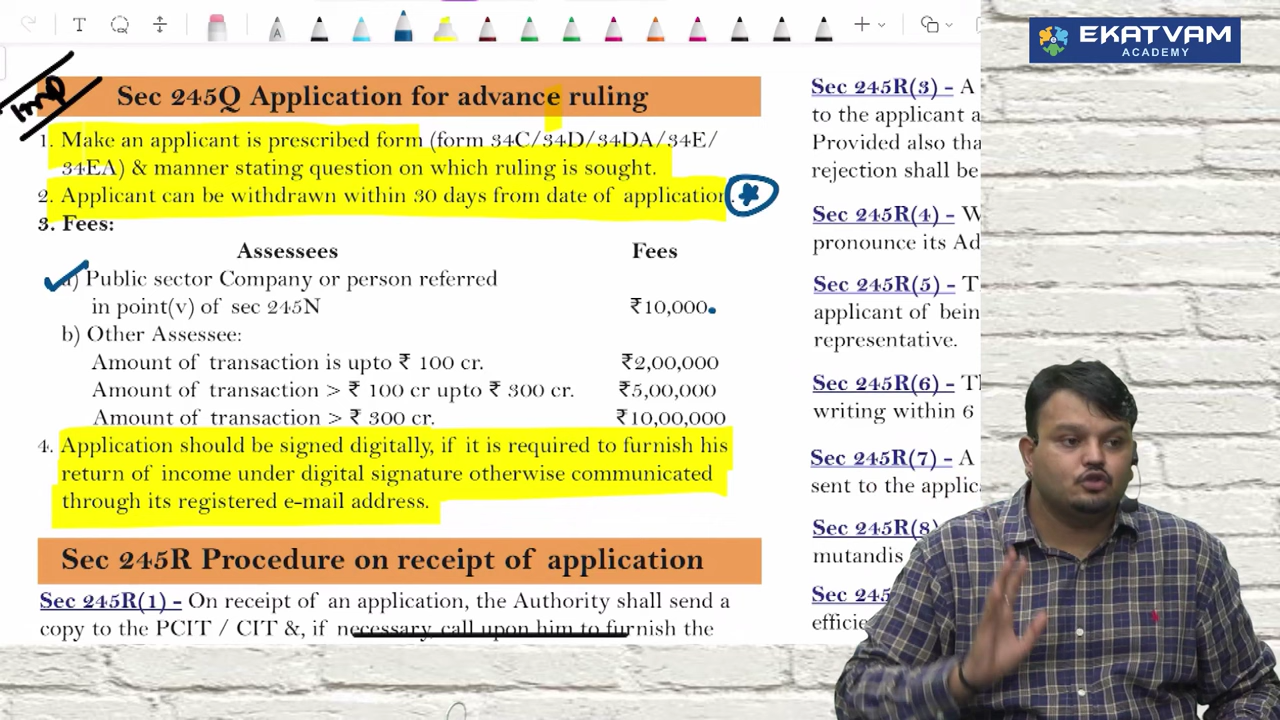 EKATVAM
ACADEMY
Imp
Sec 245Q Application for advance ruling
1. Make an applicant is prescribed form (form 34C/34D/34DA/34E/
34EA) & manner stating question on which ruling is sought.
2. Applicant can be withdrawn within 30 days from date of application.
3. Fees:
Assessees Fees
a) Public sector Company or person referred
in point(v) of sec 245N ₹10,000
b) Other Assessee:
Amount of transaction is upto ₹ 100 cr. ₹2,00,000
Amount of transaction > ₹ 100 cr upto ₹ 300 cr. ₹5,00,000
Amount of transaction > ₹ 300 cr. ₹10,00,000
4. Application should be signed digitally, if it is required to furnish his
return of income under digital signature otherwise communicated
through its registered e-mail address.
Sec 245R Procedure on receipt of application
Sec 245R(1) - On receipt of an application, the Authority shall send a
copy to the PCIT / CIT &, if necessary, call upon him to furnish the
Sec 245R(3) - A
to the applicant a
Provided also tha
rejection shall be
Sec 245R(4) - W
pronounce its Ad
Sec 245R(5) - T
applicant of bein
representative.
Sec 245R(6) - Th
writing within 6
Sec 245R(7) - A
sent to the applica
Sec 245R(8)
mutandis
Sec 245
efficie